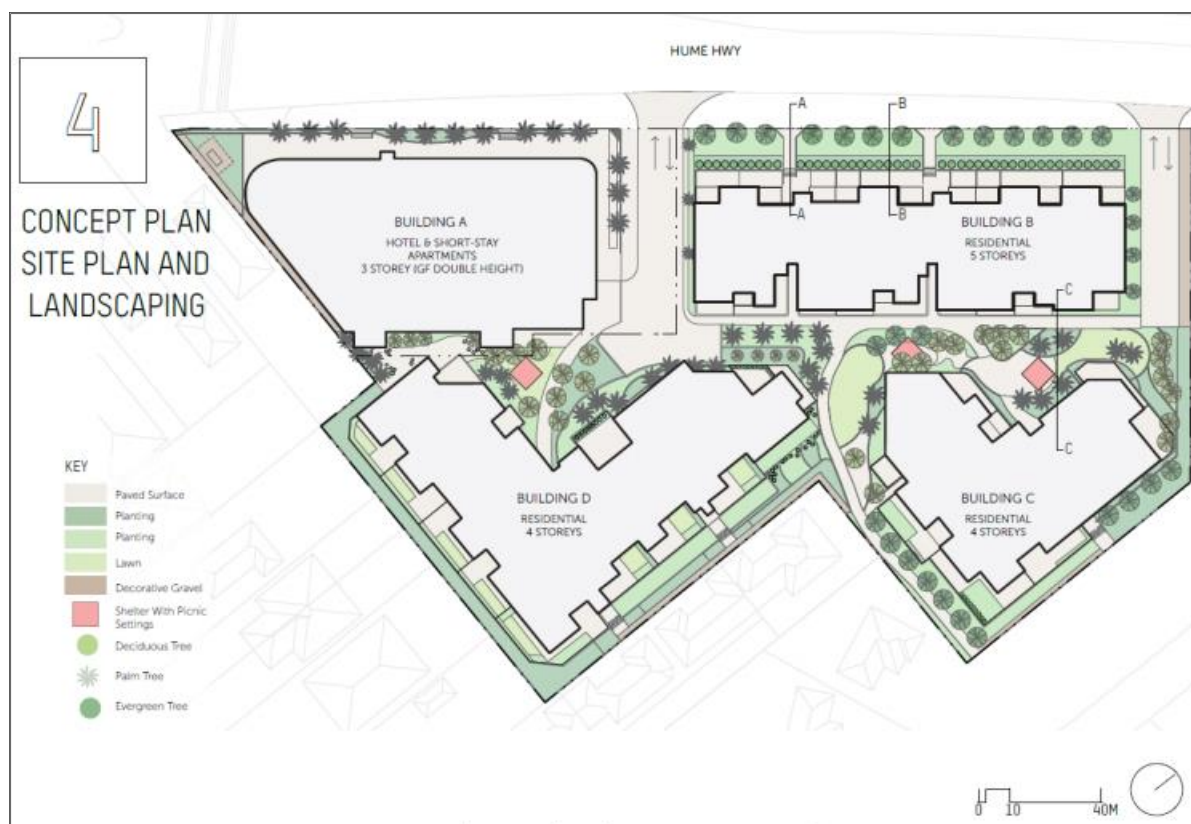 HUME HWY
4
CONCEPT PLAN
SITE PLAN AND
LANDSCAPING
A
B
BUILDING A
HOTEL & SHORT-STAY
APARTMENTS
3 STOREY (GF DOUBLE HEIGHT)
A
B
BUILDING B
RESIDENTIAL
5 STOREYS
C
BUILDING D
RESIDENTIAL
4 STOREYS
BUILDING C
RESIDENTIAL
4 STOREYS
C
KEY
Paved Surface
Planting
Planting
Lawn
Decorative Gravel
Shelter With Picnic
Settings
Deciduous Tree
Palm Tree
Evergreen Tree
0 10 40M